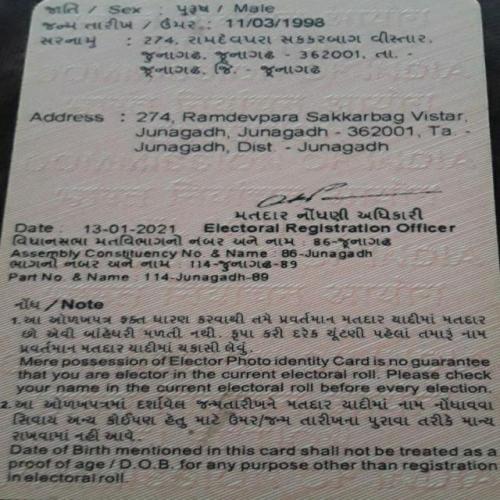 જાતિ / Sex : પુરૂષ / Male
જન્મ તારીખ / ઉંમર : 11/03/1998
સરનામુ : 274, રામદેવપરા સક્કરબાગ વીસ્તાર,
જૂનાગઢ, જૂનાગઢ - 362001, તા. -
જૂનાગઢ, જિ. - જૂનાગઢ
Address : 274, Ramdevpara Sakkarbag Vistar,
Junagadh, Junagadh - 362001, Ta. -
Junagadh, Dist. - Junagadh
મતદાર નોંધણી અધિકારી
Date : 13-01-2021 Electoral Registration Officer
વિધાનસભા મતવિભાગનો નંબર અને નામ : 86-જૂનાગઢ
Assembly Constituency No. & Name : 86-Junagadh
ભાગનો નંબર અને નામ : 114-જૂનાગઢ-89
Part No. & Name : 114-Junagadh-89
નોંધ / Note
1. આ ઓળખપત્ર ફક્ત ધારણ કરવાથી તમે પ્રવર્તમાન મતદાર યાદીમાં મતદાર
છો એવી બાંહેધરી મળતી નથી. કૃપા કરી દરેક ચૂંટણી પહેલાં તમારૂં નામ
પ્રવર્તમાન મતદાર યાદીમાં ચકાસી લેવું.
Mere possession of Elector Photo identity Card is no guarantee
that you are elector in the current electoral roll. Please check
your name in the current electoral roll before every election.
2. આ ઓળખપત્રમાં દર્શાવેલ જન્મતારીખને મતદાર યાદીમાં નામ નોંધાવવા
સિવાય અન્ય કોઈપણ હેતુ માટે ઉંમર/જન્મ તારીખના પુરાવા તરીકે માન્ય
રાખવામાં નહીં આવે.
Date of Birth mentioned in this card shall not be treated as a
proof of age / D.O.B. for any purpose other than registration
in electoral roll.